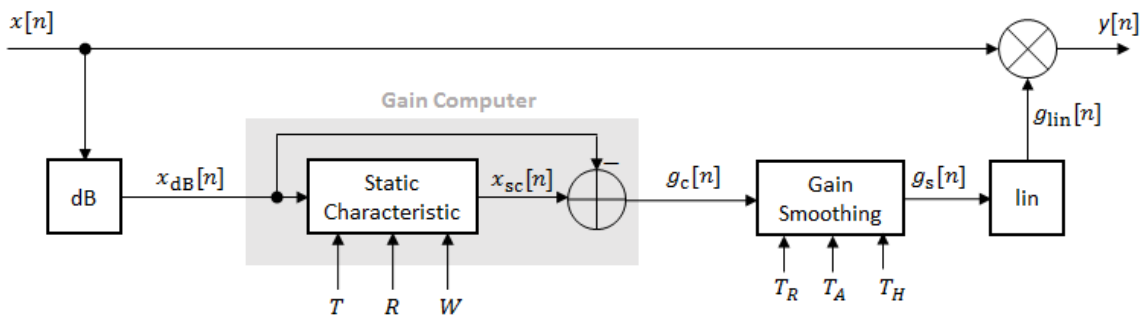 x[n]
y[n]
Gain Computer
g_lin[n]
dB
x_dB[n]
Static
Characteristic
x_sc[n]
−
g_c[n]
Gain
Smoothing
g_s[n]
lin
T
R
W
T_R
T_A
T_H